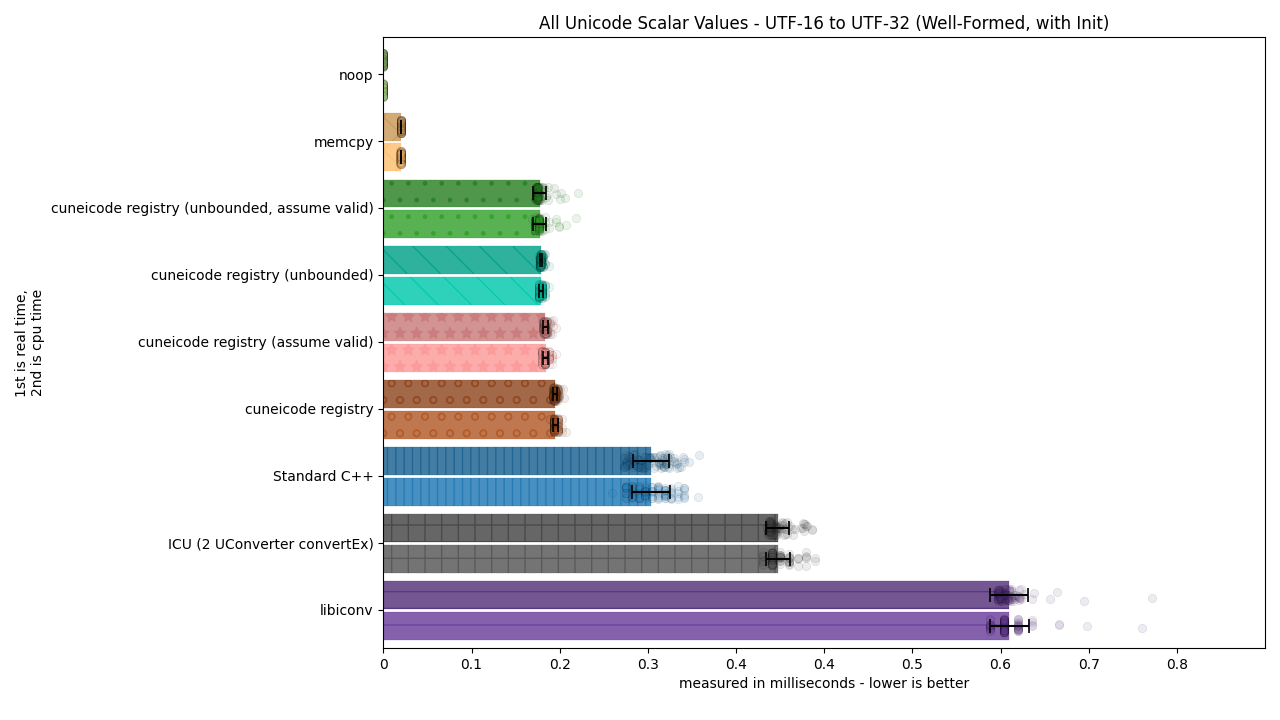 All Unicode Scalar Values - UTF-16 to UTF-32 (Well-Formed, with Init)
1st is real time,
2nd is cpu time
noop
memcpy
cuneicode registry (unbounded, assume valid)
cuneicode registry (unbounded)
cuneicode registry (assume valid)
cuneicode registry
Standard C++
ICU (2 UConverter convertEx)
libiconv
0 0.1 0.2 0.3 0.4 0.4 0.5 0.6 0.7 0.8
measured in milliseconds - lower is better